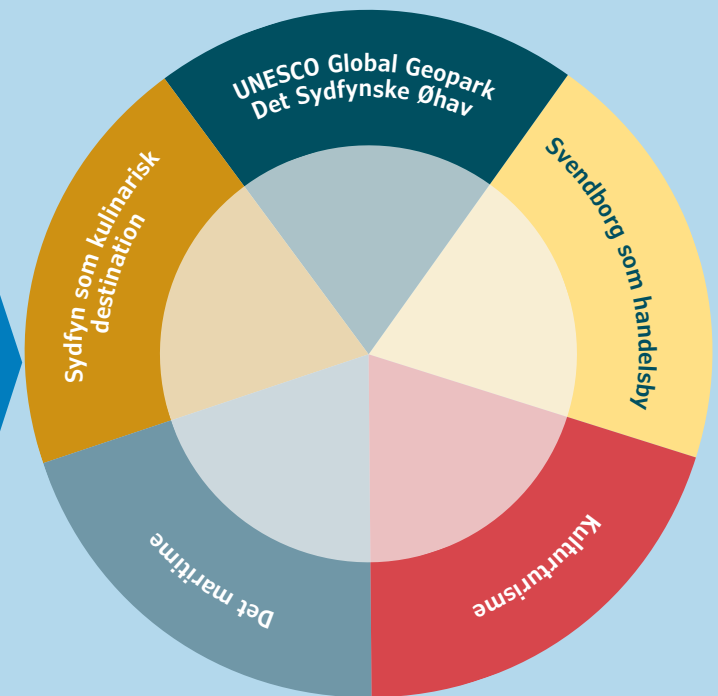 UNESCO Global Geopark
Det Sydfynske Øhav
Svendborg som handelsby
Kulturturisme
Det maritime
Sydfyn som kulinarisk
destination